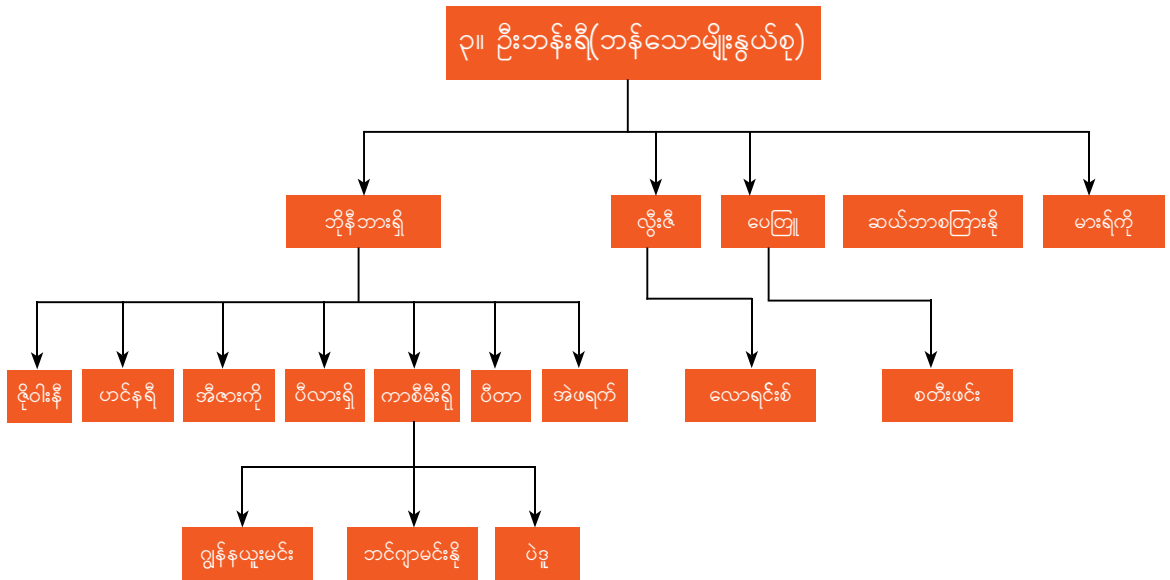 ၃။ ဦးဘန်းရီ(ဘန်သောမျိုးနွယ်စု)
ဘိုနီဘားရှိ
လွီးဇီ
ပေတြူ
ဆယ်ဘာစတြားနို
မားရ်ကို
ဇိုဝါးနီ
ဟင်နရီ
အီဇားကို
ပီလားရှိ
ကာစီမီးရို
ပီတာ
အဲဖရက်
လောရင်းစ်
စတီးဖင်း
ဂျွန်နယူးမင်း
ဘင်ဂျာမင်းနို
ပဲဒူ